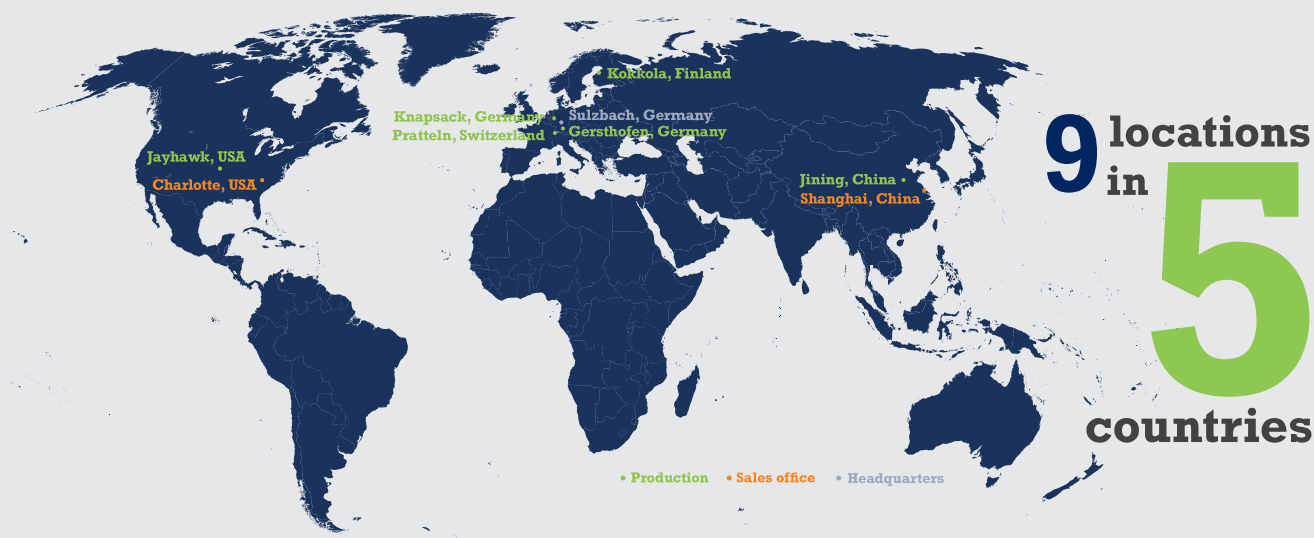 Kokkola, Finland
Knapsack, Germany
Sulzbach, Germany
Pratteln, Switzerland
Gersthofen, Germany
Jayhawk, USA
Charlotte, USA
Jining, China
Shanghai, China
9 locations
in 5
countries
Production
Sales office
Headquarters